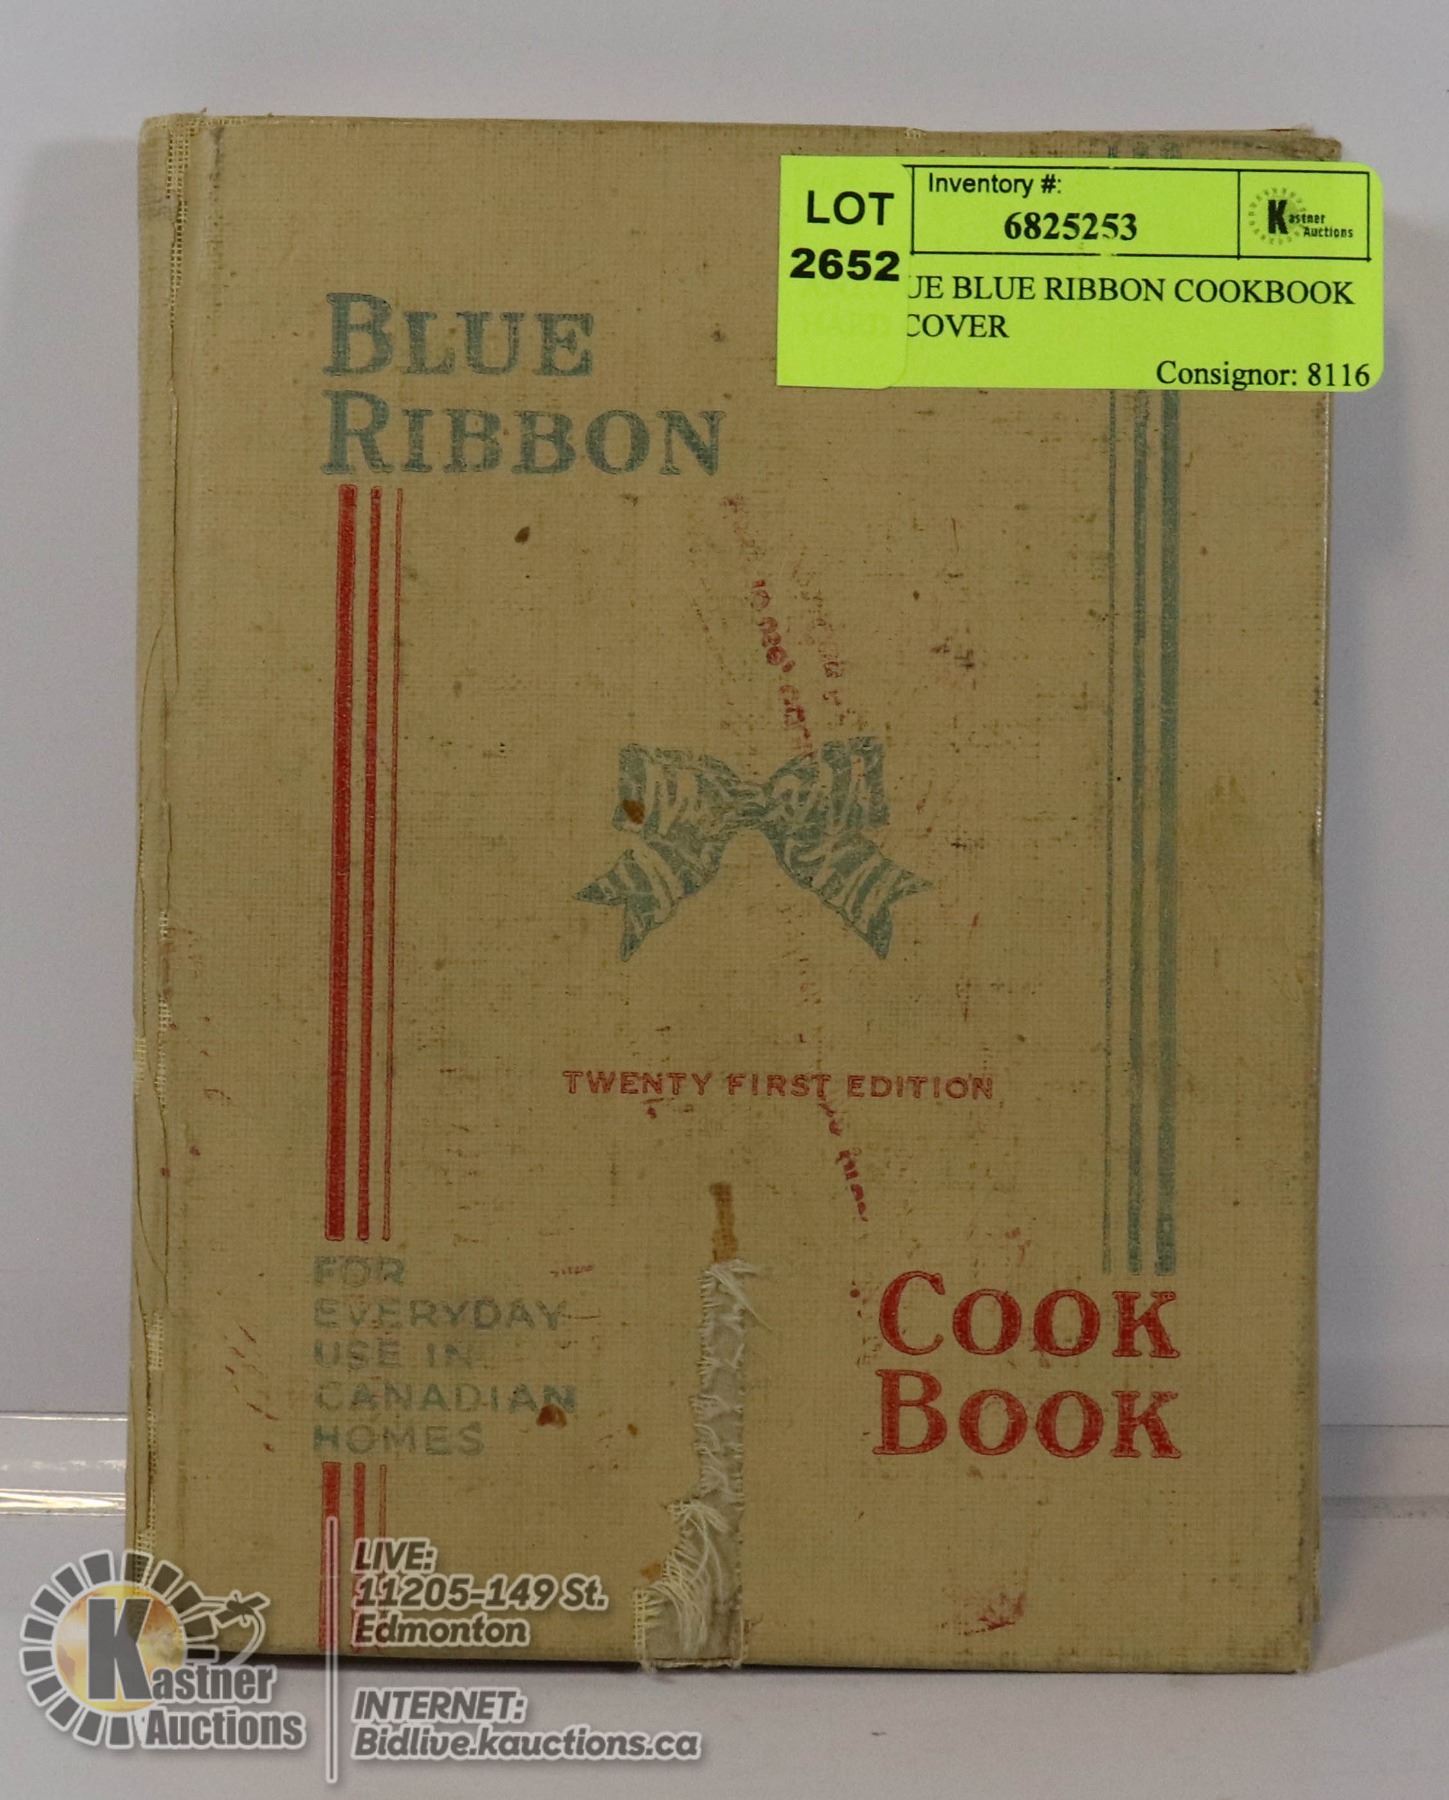 LOT
2652
Inventory #:
6825253
Kastner
Auctions
UE BLUE RIBBON COOKBOOK
COVER
Consignor: 8116
BLUE
RIBBON
TWENTY FIRST EDITION
FOR
EVERYDAY
USE IN
CANADIAN
HOMES
COOK
BOOK
Kastner
Auctions
LIVE:
11205-149 St.
Edmonton
INTERNET:
Bidlive.kauctions.ca